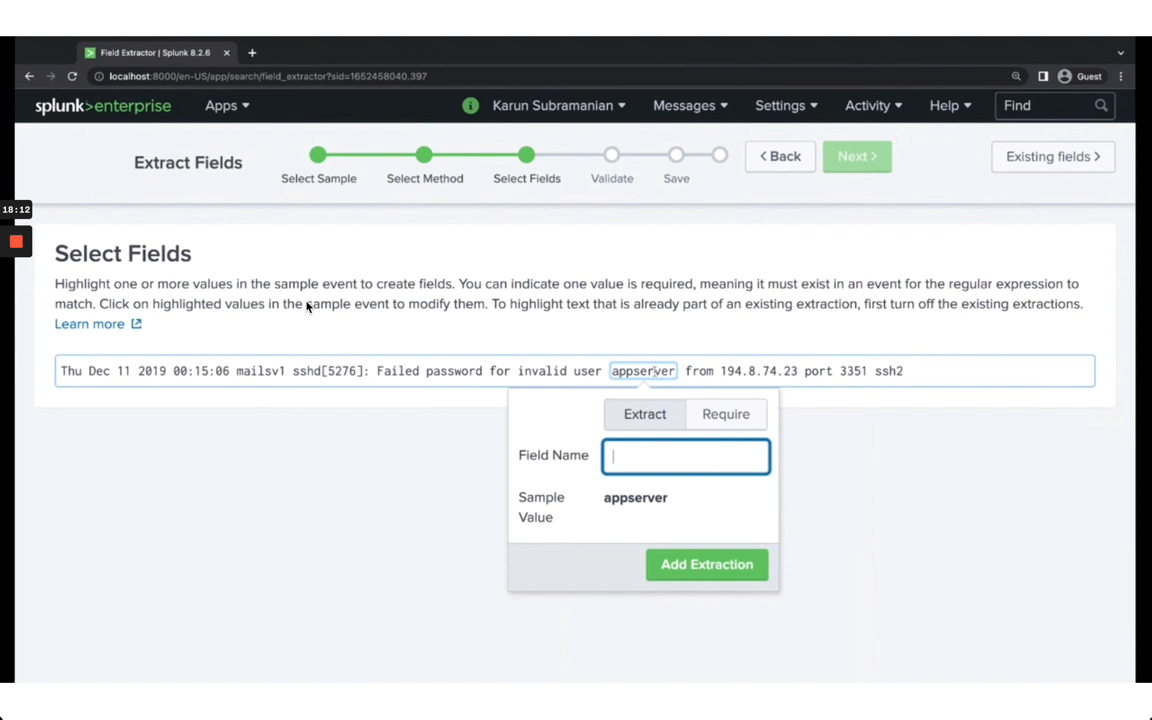 Field Extractor | Splunk 8.2.6
localhost:8000/en-US/app/search/field_extractor?sid=1652458040.397
Guest
splunk>enterprise Apps Karun Subramanian Messages Settings Activity Help Find
Extract Fields
Select Sample
Select Method
Select Fields
Validate
Save
< Back
Next >
Existing fields >
18:12
Select Fields
Highlight one or more values in the sample event to create fields. You can indicate one value is required, meaning it must exist in an event for the regular expression to
match. Click on highlighted values in the sample event to modify them. To highlight text that is already part of an existing extraction, first turn off the existing extractions.
Learn more
Thu Dec 11 2019 00:15:06 mailsv1 sshd[5276]: Failed password for invalid user appserver from 194.8.74.23 port 3351 ssh2
Extract Require
Field Name
Sample appserver
Value
Add Extraction